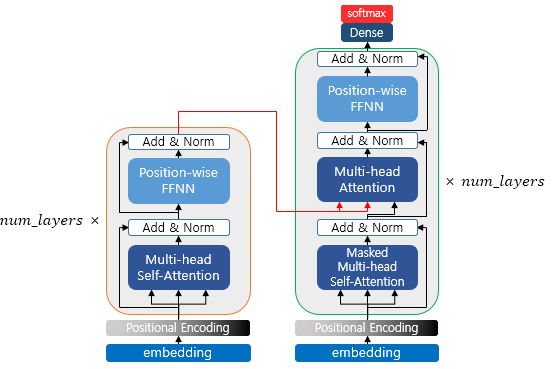 softmax
Dense
Add & Norm
Position-wise
FFNN
Add & Norm
Multi-head
Attention
× num_layers
Add & Norm
Masked
Multi-head
Self-Attention
Positional Encoding
embedding
Add & Norm
Position-wise
FFNN
num_layers ×
Add & Norm
Multi-head
Self-Attention
Positional Encoding
embedding